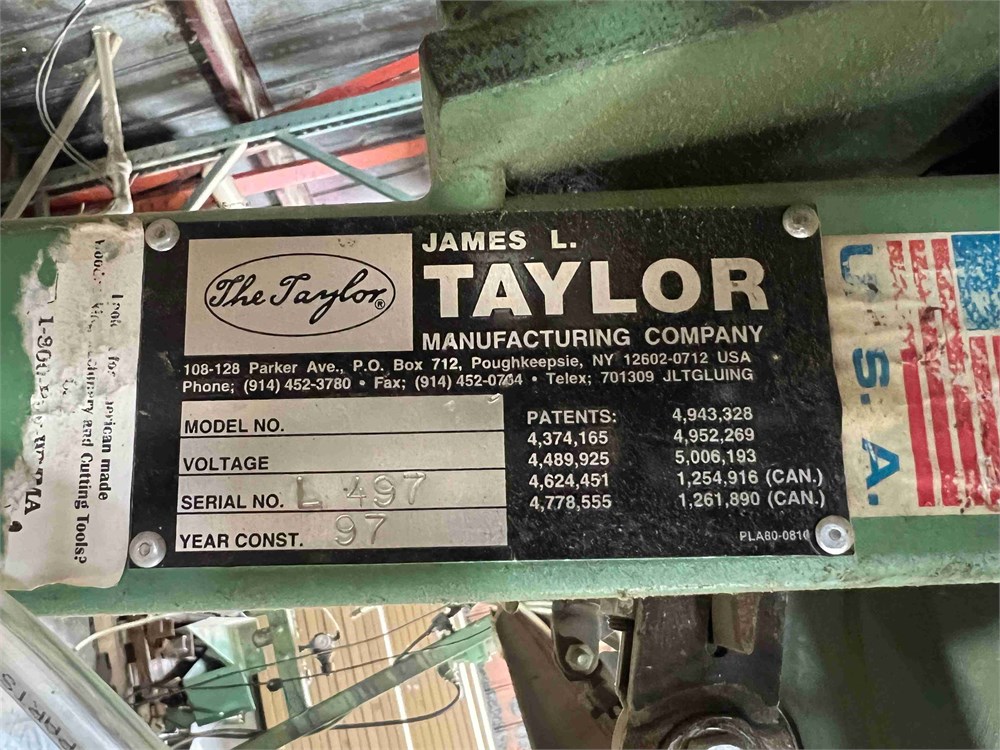 The Taylor®
JAMES L.
TAYLOR
MANUFACTURING COMPANY
108-128 Parker Ave., P.O. Box 712, Poughkeepsie, NY 12602-0712 USA
Phone; (914) 452-3780 • Fax; (914) 452-0764 • Telex; 701309 JLTGLUING
MODEL NO.
VOLTAGE
SERIAL NO. L 497
YEAR CONST. 97
PATENTS:
4,374,165
4,489,925
4,624,451
4,778,555
4,943,328
4,952,269
5,006,193
1,254,916 (CAN.)
1,261,890 (CAN.)
PLA80-0810
U.S.A.
for
made
and Cutting Tools?
PARTS